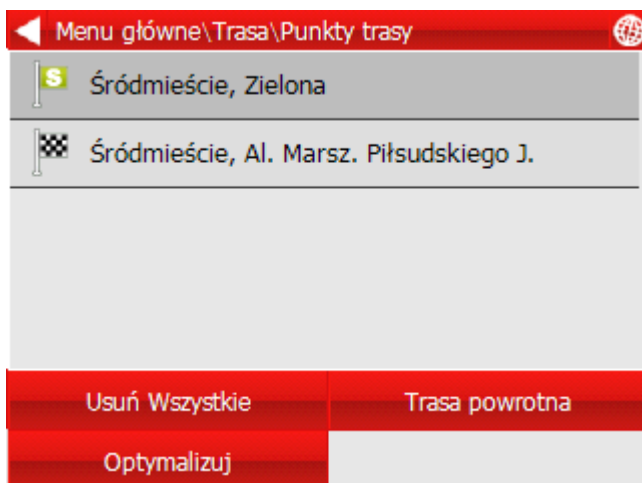 Menu główne\Trasa\Punkty trasy
S
Śródmieście, Zielona
Śródmieście, Al. Marsz. Piłsudskiego J.
Usuń Wszystkie
Trasa powrotna
Optymalizuj